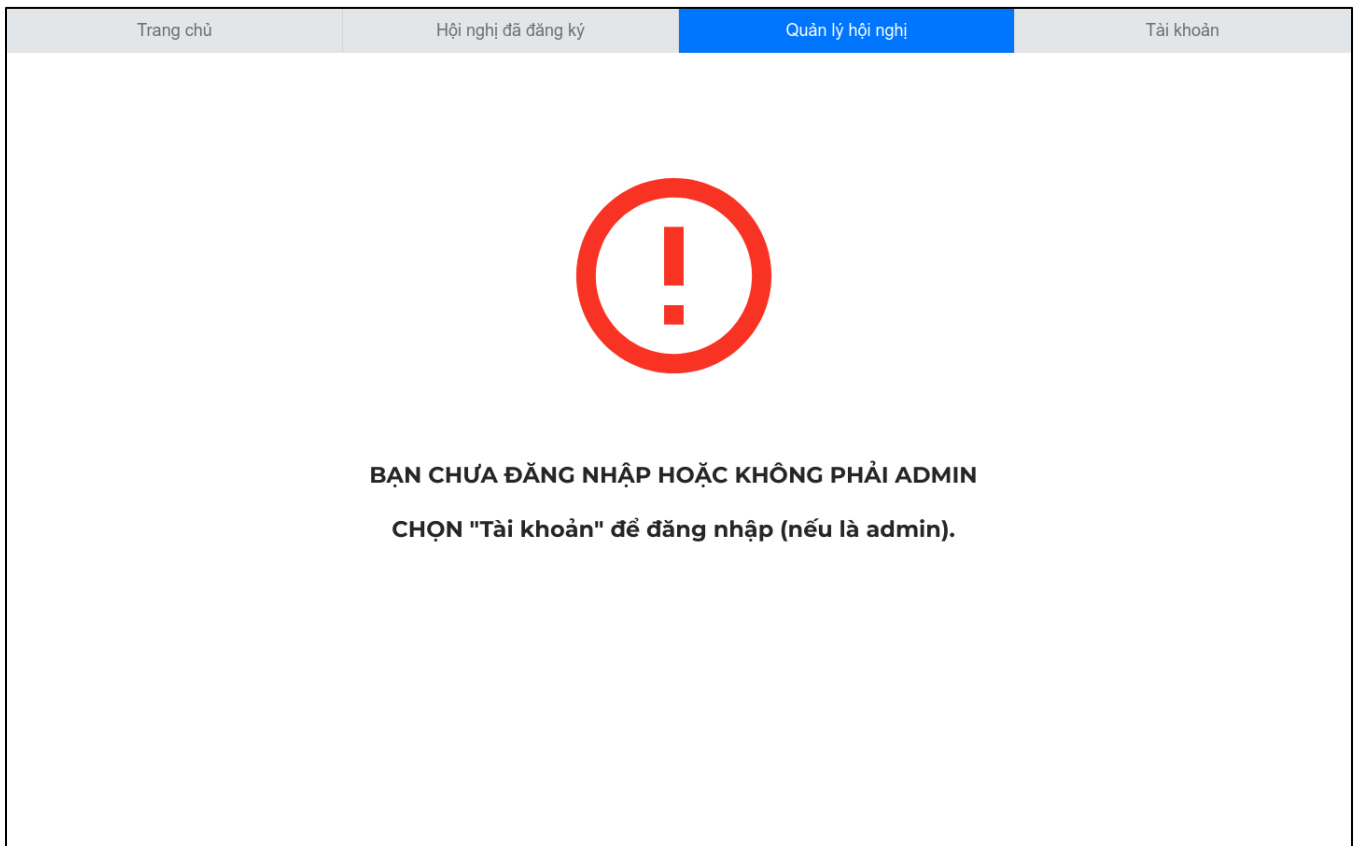 Trang chủ
Hội nghị đã đăng ký
Quản lý hội nghị
Tài khoản
BẠN CHƯA ĐĂNG NHẬP HOẶC KHÔNG PHẢI ADMIN
CHỌN "Tài khoản" để đăng nhập (nếu là admin).